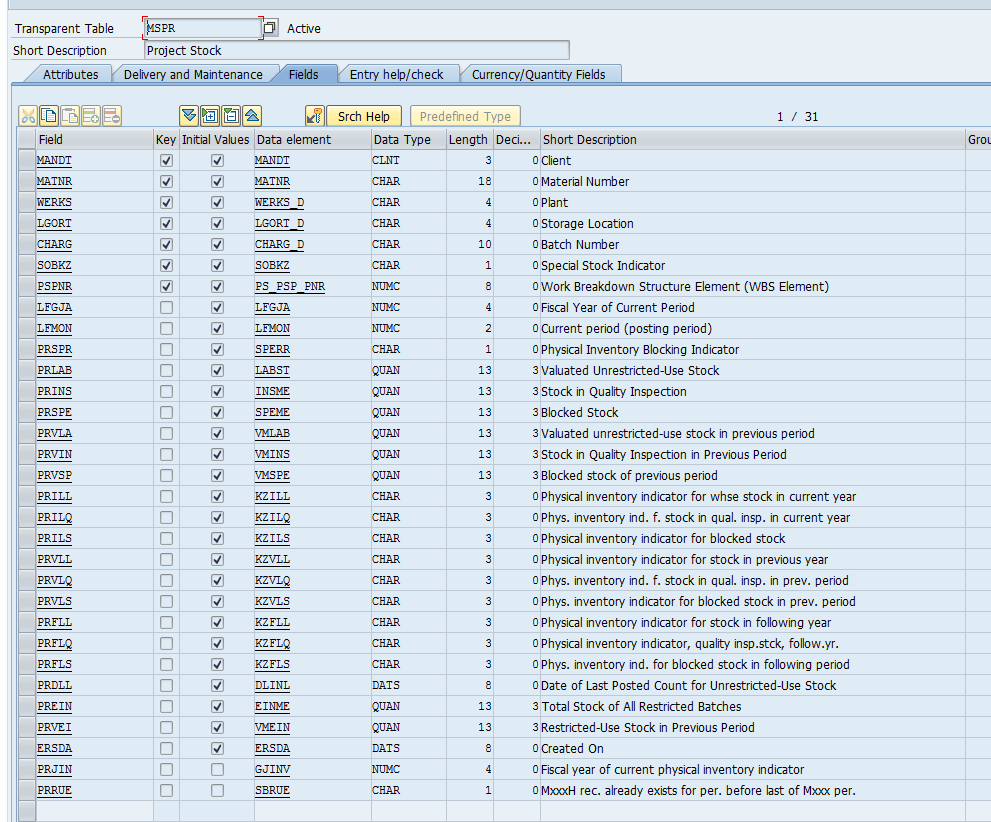 Transparent Table MSPR Active
Short Description Project Stock
Attributes Delivery and Maintenance Fields Entry help/check Currency/Quantity Fields
Srch Help Predefined Type 1 / 31
Field Key Initial Values Data element Data Type Length Deci... Short Description Grou
MANDT MANDT CLNT 3 0 Client
MATNR MATNR CHAR 18 0 Material Number
WERKS WERKS_D CHAR 4 0 Plant
LGORT LGORT_D CHAR 4 0 Storage Location
CHARG CHARG_D CHAR 10 0 Batch Number
SOBKZ SOBKZ CHAR 1 0 Special Stock Indicator
PSPNR PS_PSP_PNR NUMC 8 0 Work Breakdown Structure Element (WBS Element)
LFGJA LFGJA NUMC 4 0 Fiscal Year of Current Period
LFMON LFMON NUMC 2 0 Current period (posting period)
PRSPR SPERR CHAR 1 0 Physical Inventory Blocking Indicator
PRLAB LABST QUAN 13 3 Valuated Unrestricted-Use Stock
PRINS INSME QUAN 13 3 Stock in Quality Inspection
PRSPE SPEME QUAN 13 3 Blocked Stock
PRVLA VMLAB QUAN 13 3 Valuated unrestricted-use stock in previous period
PRVIN VMINS QUAN 13 3 Stock in Quality Inspection in Previous Period
PRVSP VMSPE QUAN 13 3 Blocked stock of previous period
PRILL KZILL CHAR 3 0 Physical inventory indicator for whse stock in current year
PRILQ KZILQ CHAR 3 0 Phys. inventory ind. f. stock in qual. insp. in current year
PRILS KZILS CHAR 3 0 Physical inventory indicator for blocked stock
PRVLL KZVLL CHAR 3 0 Physical inventory indicator for stock in previous year
PRVLQ KZVLQ CHAR 3 0 Phys. inventory ind. f. stock in qual. insp. in prev. period
PRVLS KZVLS CHAR 3 0 Phys. inventory indicator for blocked stock in prev. period
PRFLL KZFLL CHAR 3 0 Physical inventory indicator for stock in following year
PRFLQ KZFLQ CHAR 3 0 Physical inventory indicator, quality insp.stck, follow.yr.
PRFLS KZFLS CHAR 3 0 Phys. inventory ind. for blocked stock in following period
PRDLL DLINL DATS 8 0 Date of Last Posted Count for Unrestricted-Use Stock
PREIN EINME QUAN 13 3 Total Stock of All Restricted Batches
PRVEI VMEIN QUAN 13 3 Restricted-Use Stock in Previous Period
ERSDA ERSDA DATS 8 0 Created On
PRJIN GJINV NUMC 4 0 Fiscal year of current physical inventory indicator
PRRUE SBRUE CHAR 1 0 MxxxH rec. already exists for per. before last of Mxxx per.